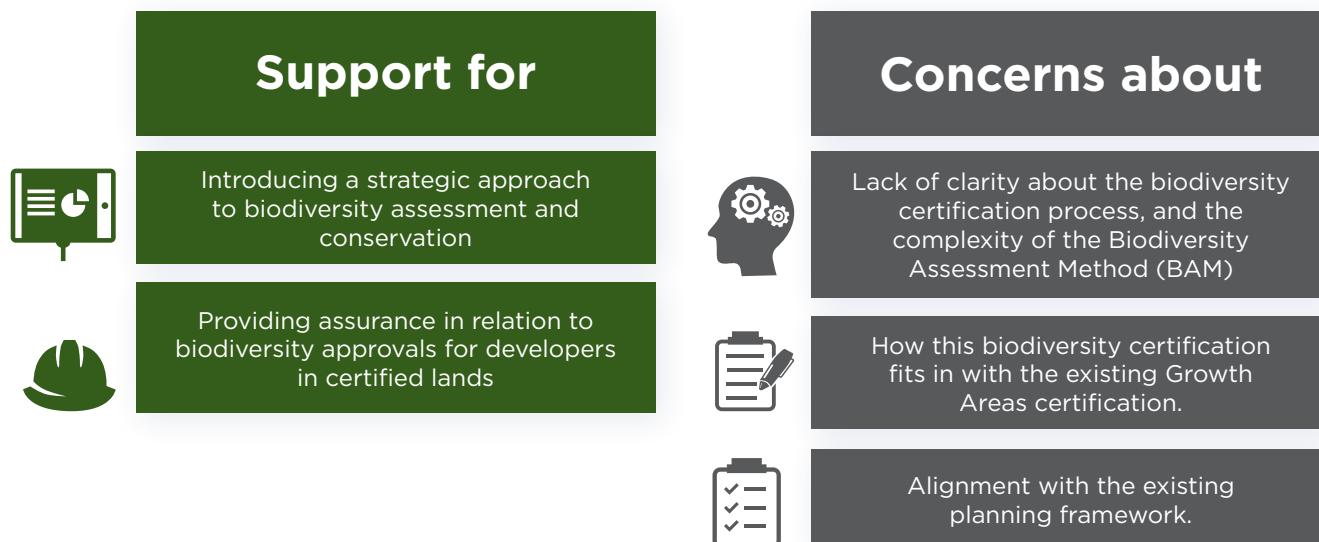 Support for
Introducing a strategic approach
to biodiversity assessment and
conservation
Providing assurance in relation to
biodiversity approvals for developers
in certified lands
Concerns about
Lack of clarity about the biodiversity
certification process, and the
complexity of the Biodiversity
Assessment Method (BAM)
How this biodiversity certification
fits in with the existing Growth
Areas certification.
Alignment with the existing
planning framework.